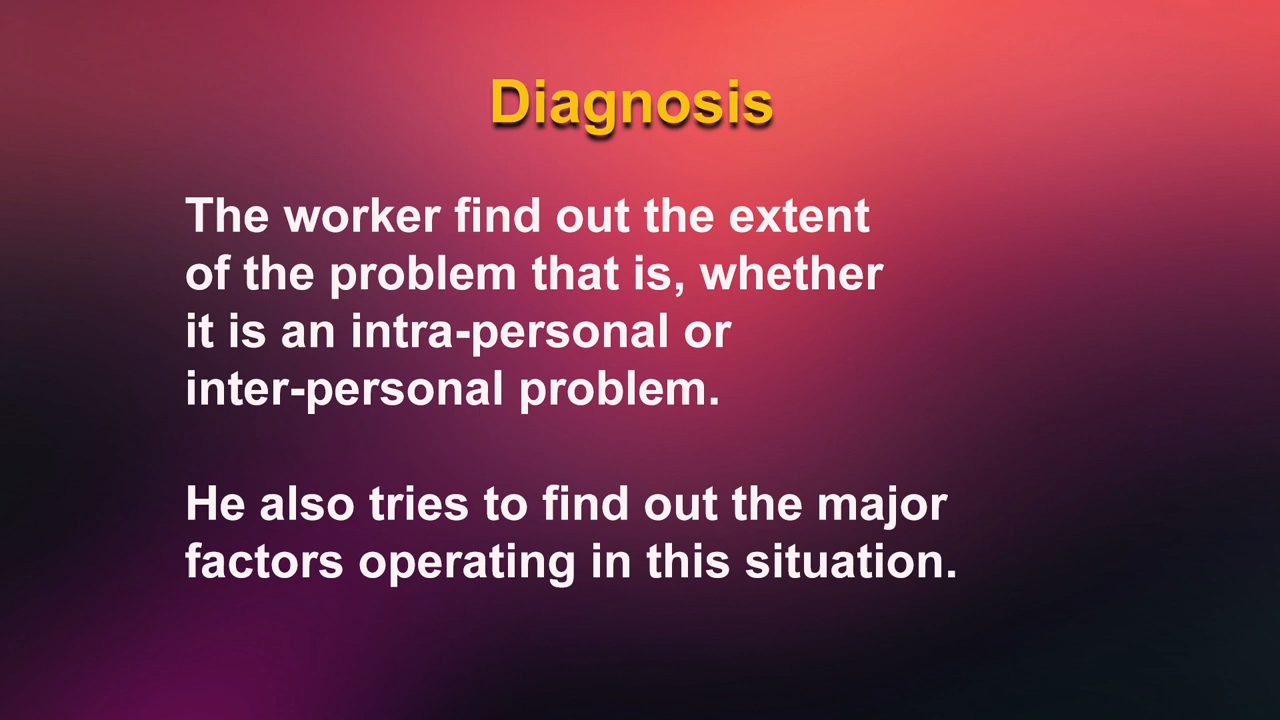 Diagnosis
The worker find out the extent
of the problem that is, whether
it is an intra-personal or
inter-personal problem.
He also tries to find out the major
factors operating in this situation.